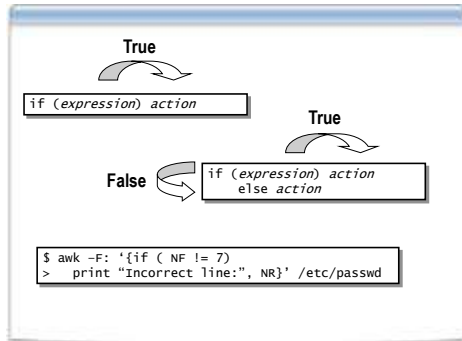 True
if (expression) action
True
False
if (expression) action
else action
$ awk –F: ‘{if ( NF != 7)
> print “Incorrect line:”, NR}’ /etc/passwd